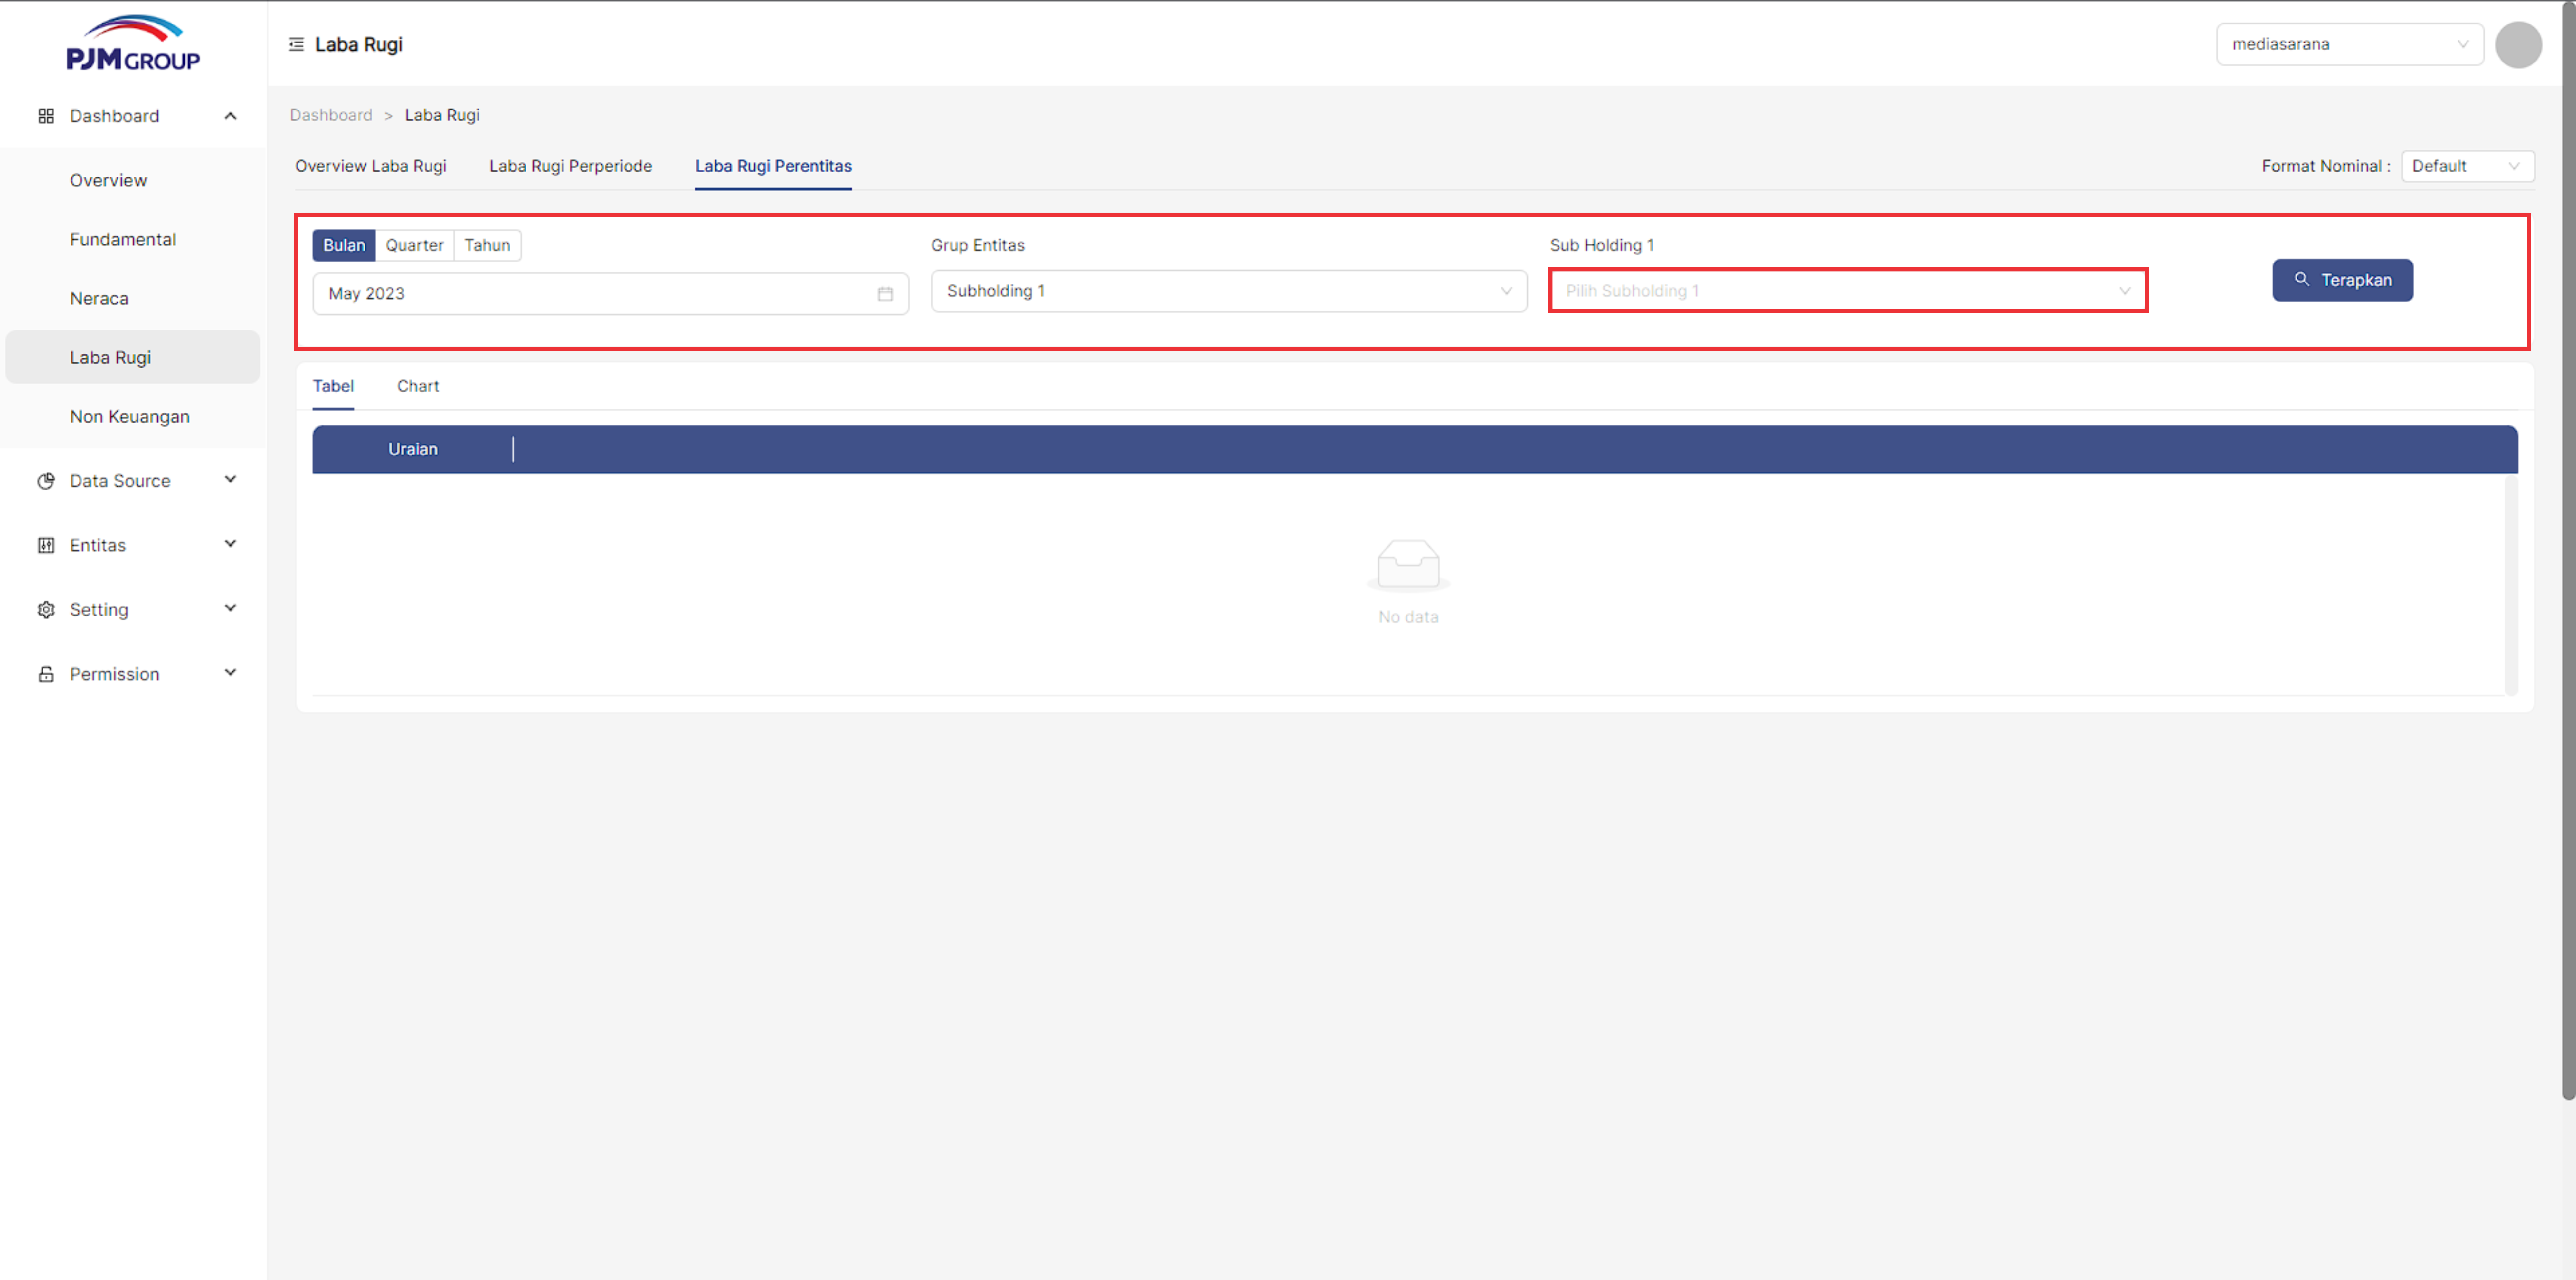 PJM GROUP
Laba Rugi
mediasarana
Dashboard
Dashboard > Laba Rugi
Overview
Fundamental
Neraca
Laba Rugi
Non Keuangan
Data Source
Entitas
Setting
Permission
Overview Laba Rugi
Laba Rugi Perperiode
Laba Rugi Perentitas
Format Nominal :
Default
Bulan
Quarter
Tahun
May 2023
Grup Entitas
Subholding 1
Sub Holding 1
Pilih Subholding 1
Terapkan
Tabel
Chart
Uraian
No data